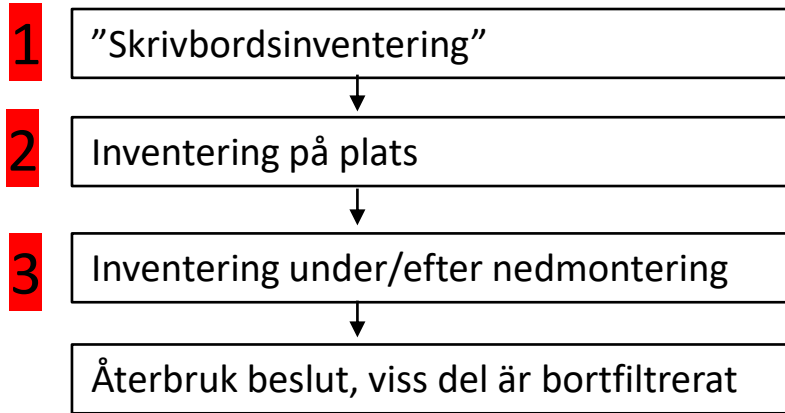 1
”Skrivbordsinventering”
2
Inventering på plats
3
Inventering under/efter nedmontering
Återbruk beslut, viss del är bortfiltrerat